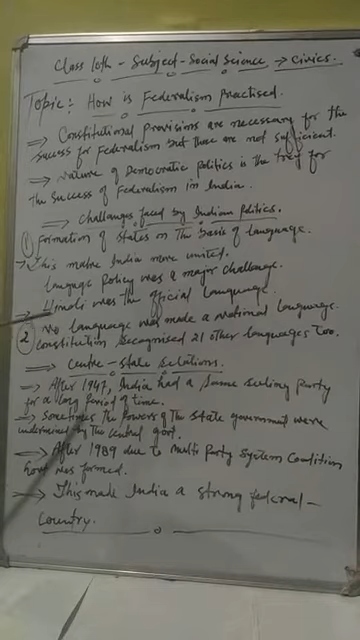 Class 10th - Subject - Social Science → Civics.
Topic: How is Federalism Practised.
⇒ Constitutional Provisions are necessary for the
success for Federalism but these are not sufficient.
⇒ Nature of Democratic Politics is the key for
the success of Federalism in India.
⇒ Challenges faced by Indian Politics.
① Formation of States on the basis of language.
→ This made India more united.
② Language Policy was a major challenge.
→ Hindi was the official language.
No language was made a national language.
Constitution recognised 21 other languages too.
⇒ Centre - State Relations.
→ After 1947, India had a same ruling Party
for a long period of time.
→ Sometimes the Powers of the State government were
undermined by the central govt.
→ After 1989 due to multi Party System Coalition
Govt was formed.
→ This made India a strong federal -
Country.